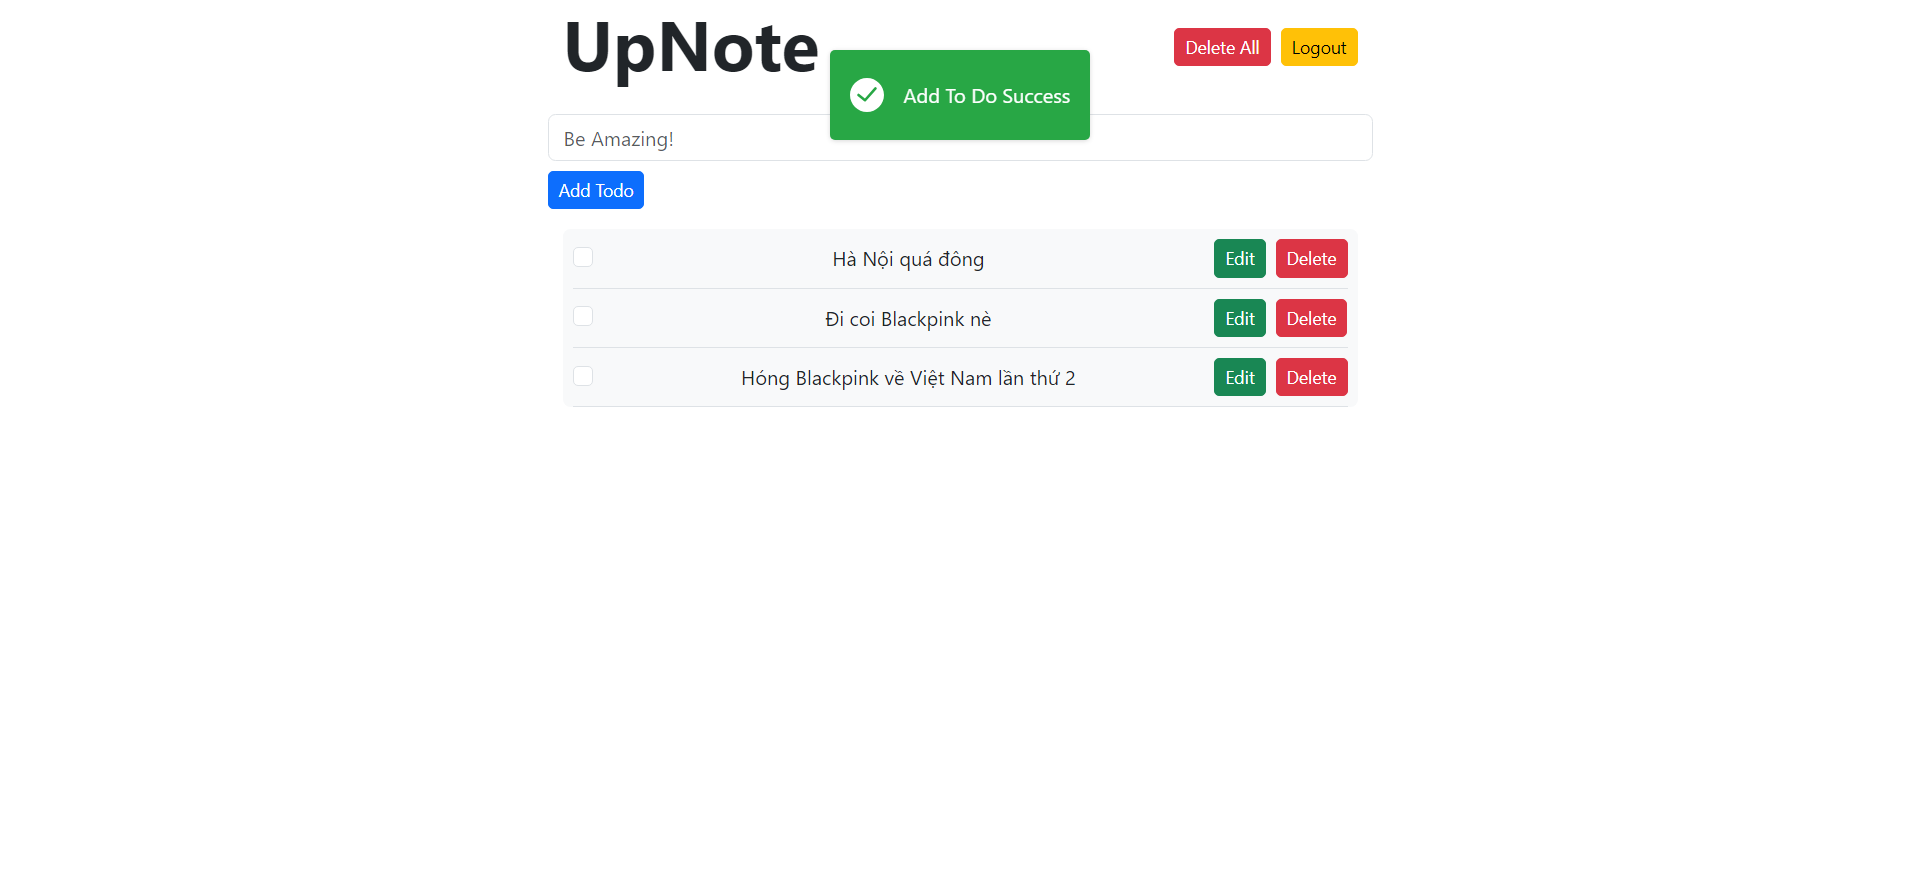 UpNote
Delete All
Logout
Add To Do Success
Be Amazing!
Add Todo
Hà Nội quá đông
Edit
Delete
Đi coi Blackpink nè
Edit
Delete
Hóng Blackpink về Việt Nam lần thứ 2
Edit
Delete